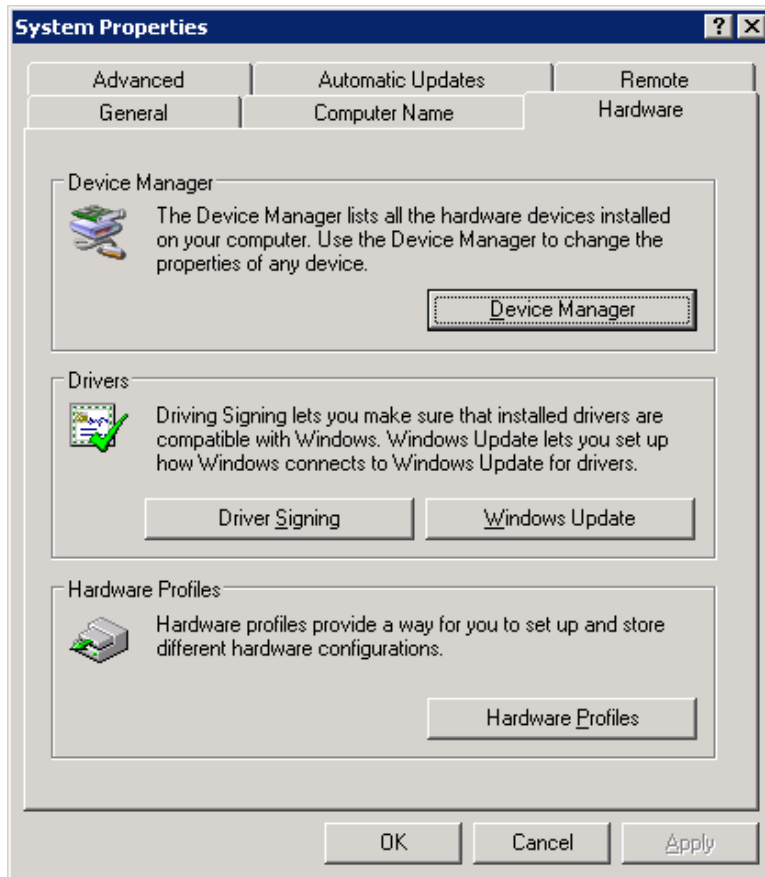 System Properties
Advanced
Automatic Updates
Remote
General
Computer Name
Hardware
Device Manager
The Device Manager lists all the hardware devices installed
on your computer. Use the Device Manager to change the
properties of any device.
Device Manager
Drivers
Driving Signing lets you make sure that installed drivers are
compatible with Windows. Windows Update lets you set up
how Windows connects to Windows Update for drivers.
Driver Signing
Windows Update
Hardware Profiles
Hardware profiles provide a way for you to set up and store
different hardware configurations.
Hardware Profiles
OK
Cancel
Apply